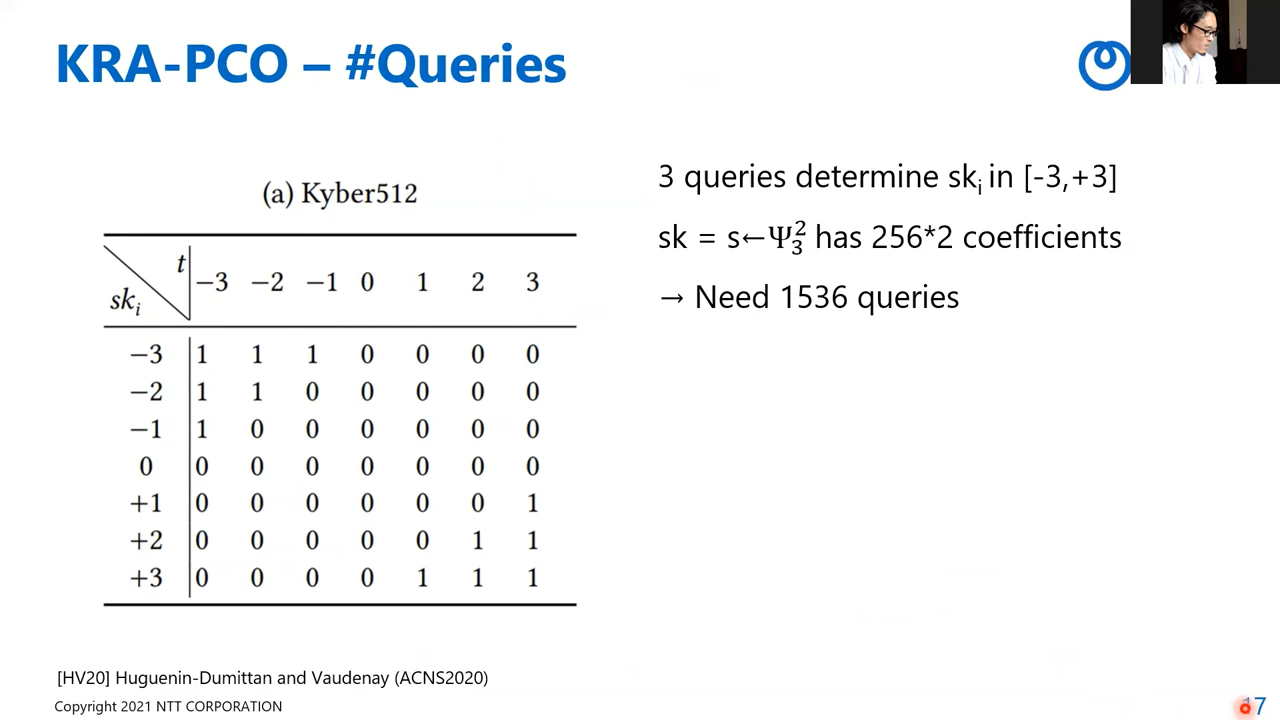 KRA-PCO – #Queries
(a) Kyber512
t
sk_i
−3 −2 −1 0 1 2 3
−3 1 1 1 0 0 0 0
−2 1 1 0 0 0 0 0
−1 1 0 0 0 0 0 0
0 0 0 0 0 0 0 0
+1 0 0 0 0 0 0 1
+2 0 0 0 0 0 1 1
+3 0 0 0 0 1 1 1
3 queries determine sk_i in [-3,+3]
sk = s←Ψ_3^2 has 256*2 coefficients
→ Need 1536 queries
[HV20] Huguenin-Dumittan and Vaudenay (ACNS2020)
Copyright 2021 NTT CORPORATION
17